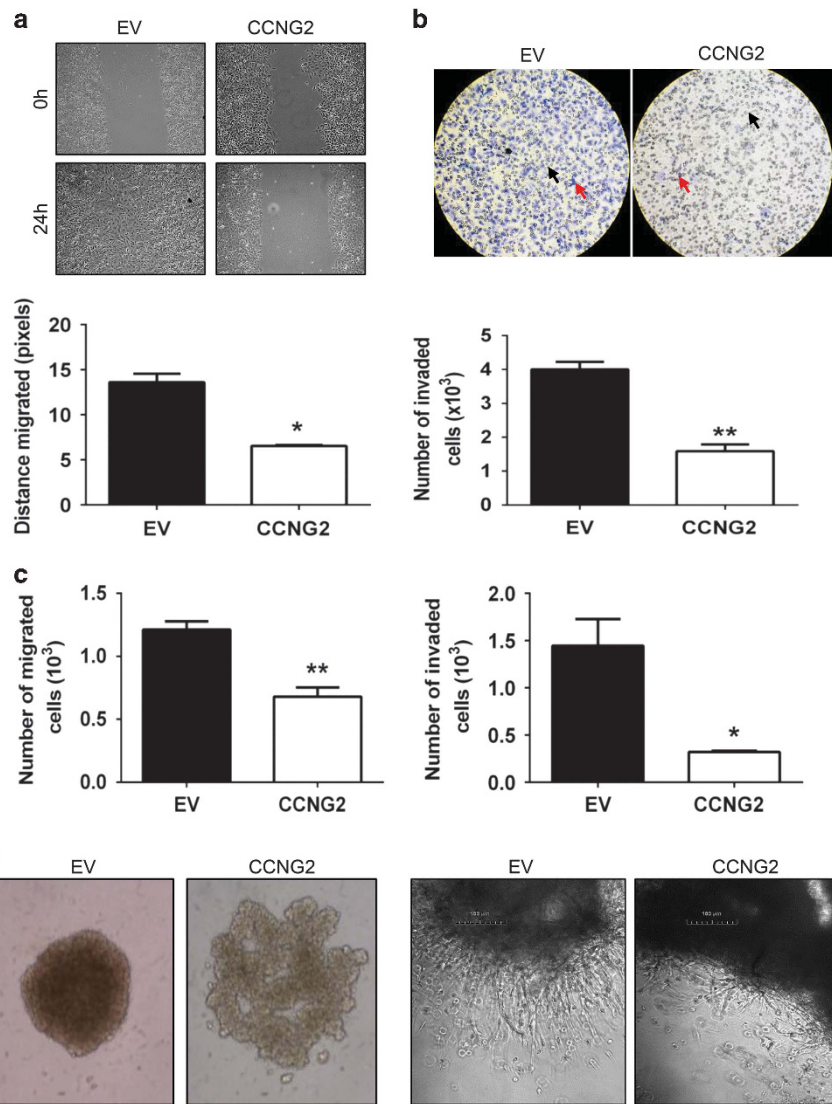 a
EV CCNG2
0h
24h
Distance migrated (pixels)
20
15
10
5
0
*
EV CCNG2
b
EV CCNG2
Number of invaded
cells (x10³)
5
4
3
2
1
0
**
EV CCNG2
c
Number of migrated
cells (10³)
1.5
1.0
0.5
0.0
**
EV CCNG2
Number of invaded
cells (10³)
2.0
1.5
1.0
0.5
0.0
*
EV CCNG2
EV CCNG2
EV CCNG2